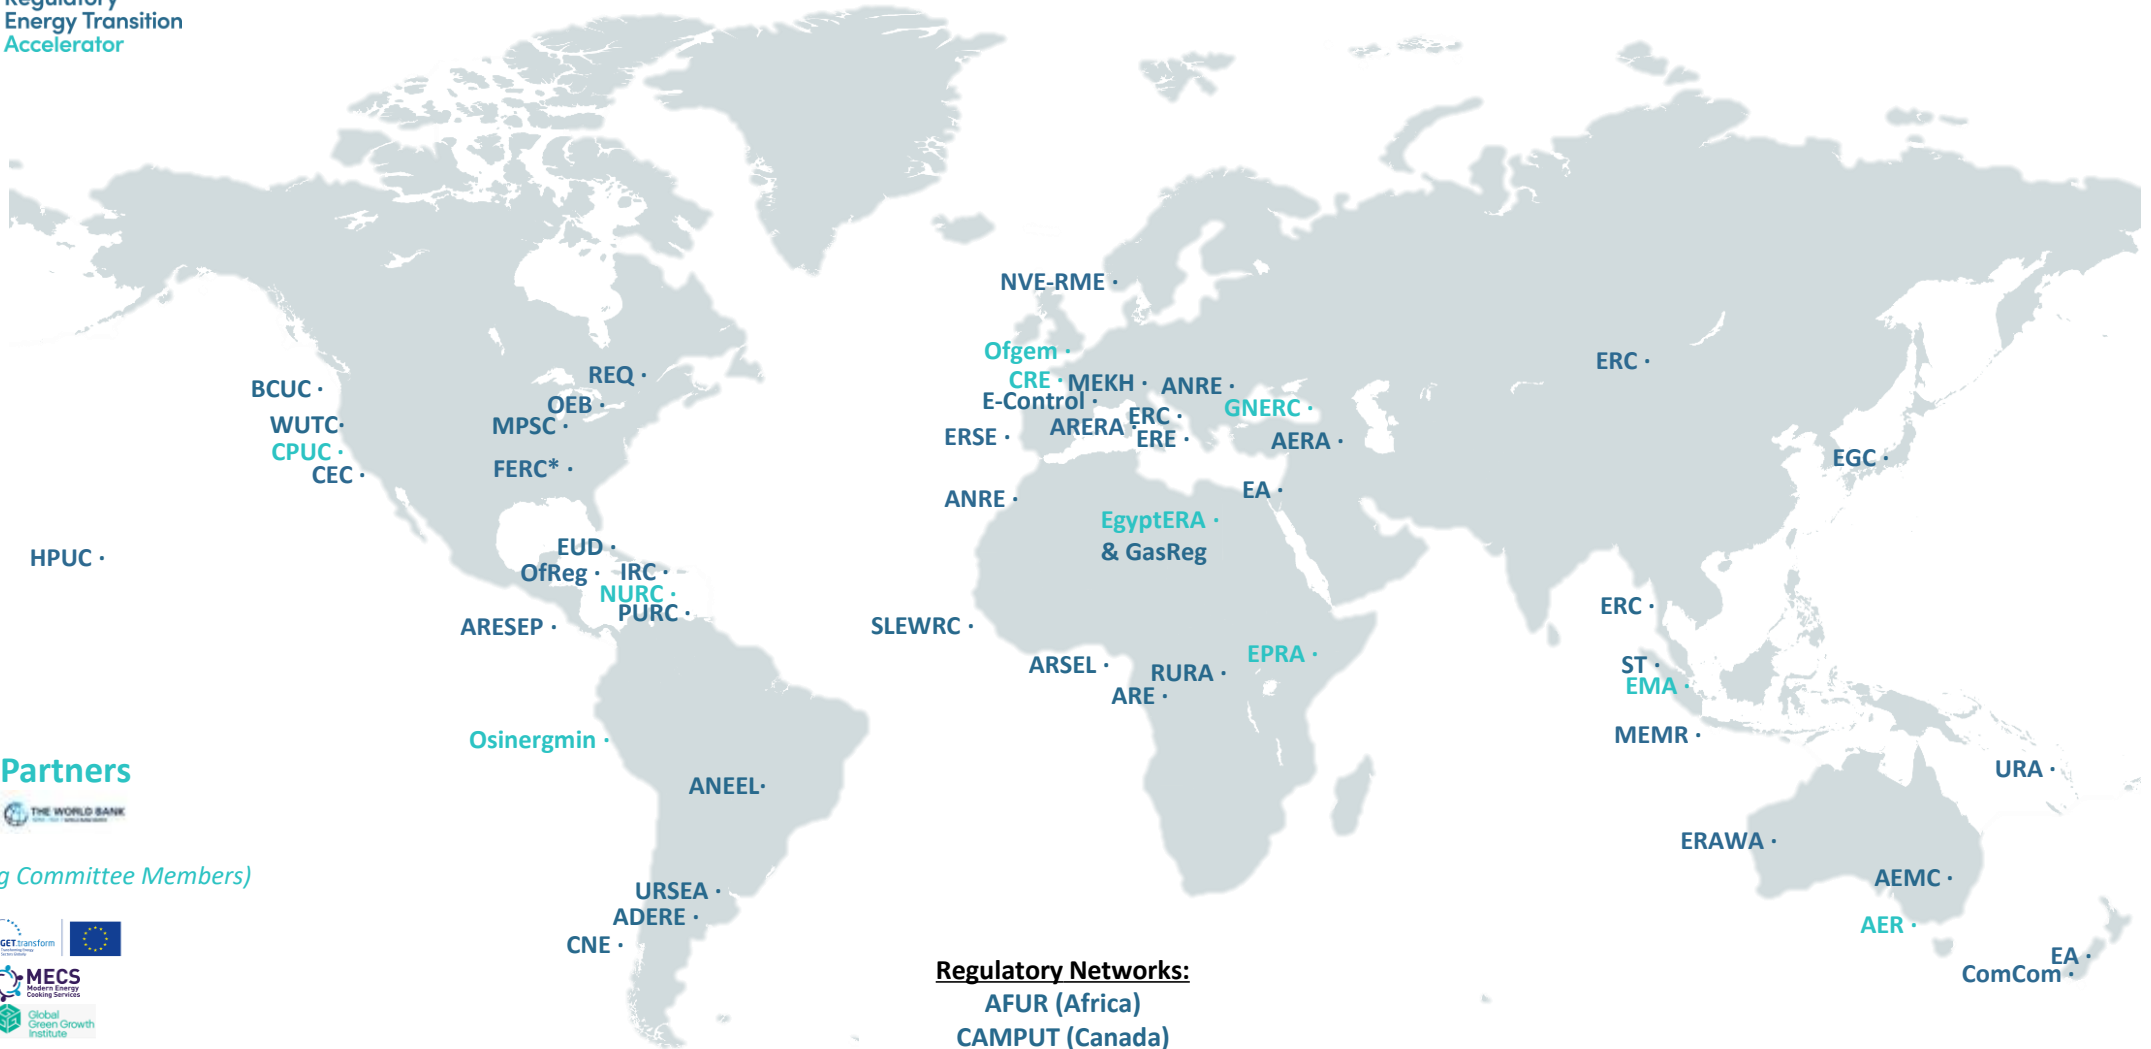 Regulatory
Energy Transition
Accelerator
NVE-RME ·
Ofgem ·
CRE ·
MEKH ·
ANRE ·
E-Control ·
ERC ·
GNERC ·
ERSE ·
ARERA ·
ERE ·
AERA ·
ERC ·
REQ ·
BCUC ·
OEB ·
WUTC·
MPSC ·
CPUC ·
CEC ·
FERC* ·
EGC ·
ANRE ·
EA ·
EgyptERA ·
& GasReg
HPUC ·
EUD ·
OfReg ·
IRC ·
NURC ·
PURC ·
ARESEP ·
SLEWRC ·
ERC ·
ARSEL ·
RURA ·
EPRA ·
ARE ·
ST ·
EMA ·
Osinergmin ·
MEMR ·
Partners
ANEEL·
URA ·
THE WORLD BANK
ERAWA ·
g Committee Members)
AEMC ·
URSEA ·
ADERE ·
AER ·
CNE ·
GET.transform
EA ·
ComCom ·
MECS
Modern Energy
Cooking Services
Global
Green Growth
Institute
Regulatory Networks:
AFUR (Africa)
CAMPUT (Canada)